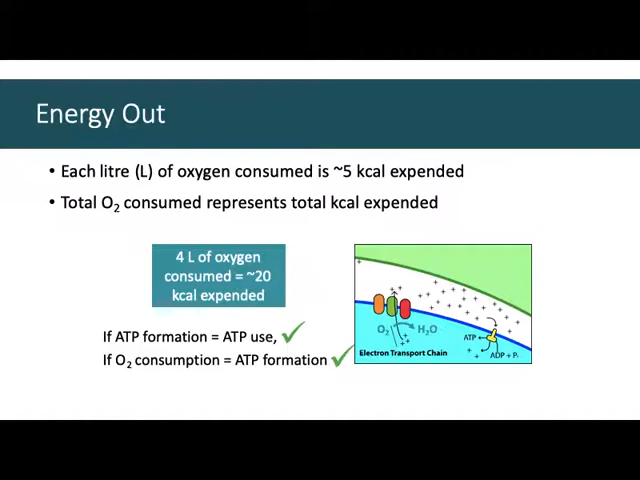 Energy Out
• Each litre (L) of oxygen consumed is ~5 kcal expended
• Total O₂ consumed represents total kcal expended
4 L of oxygen
consumed = ~20
kcal expended
If ATP formation = ATP use,
If O₂ consumption = ATP formation
O₂
H₂O
ATP
Electron Transport Chain
ADP + Pᵢ